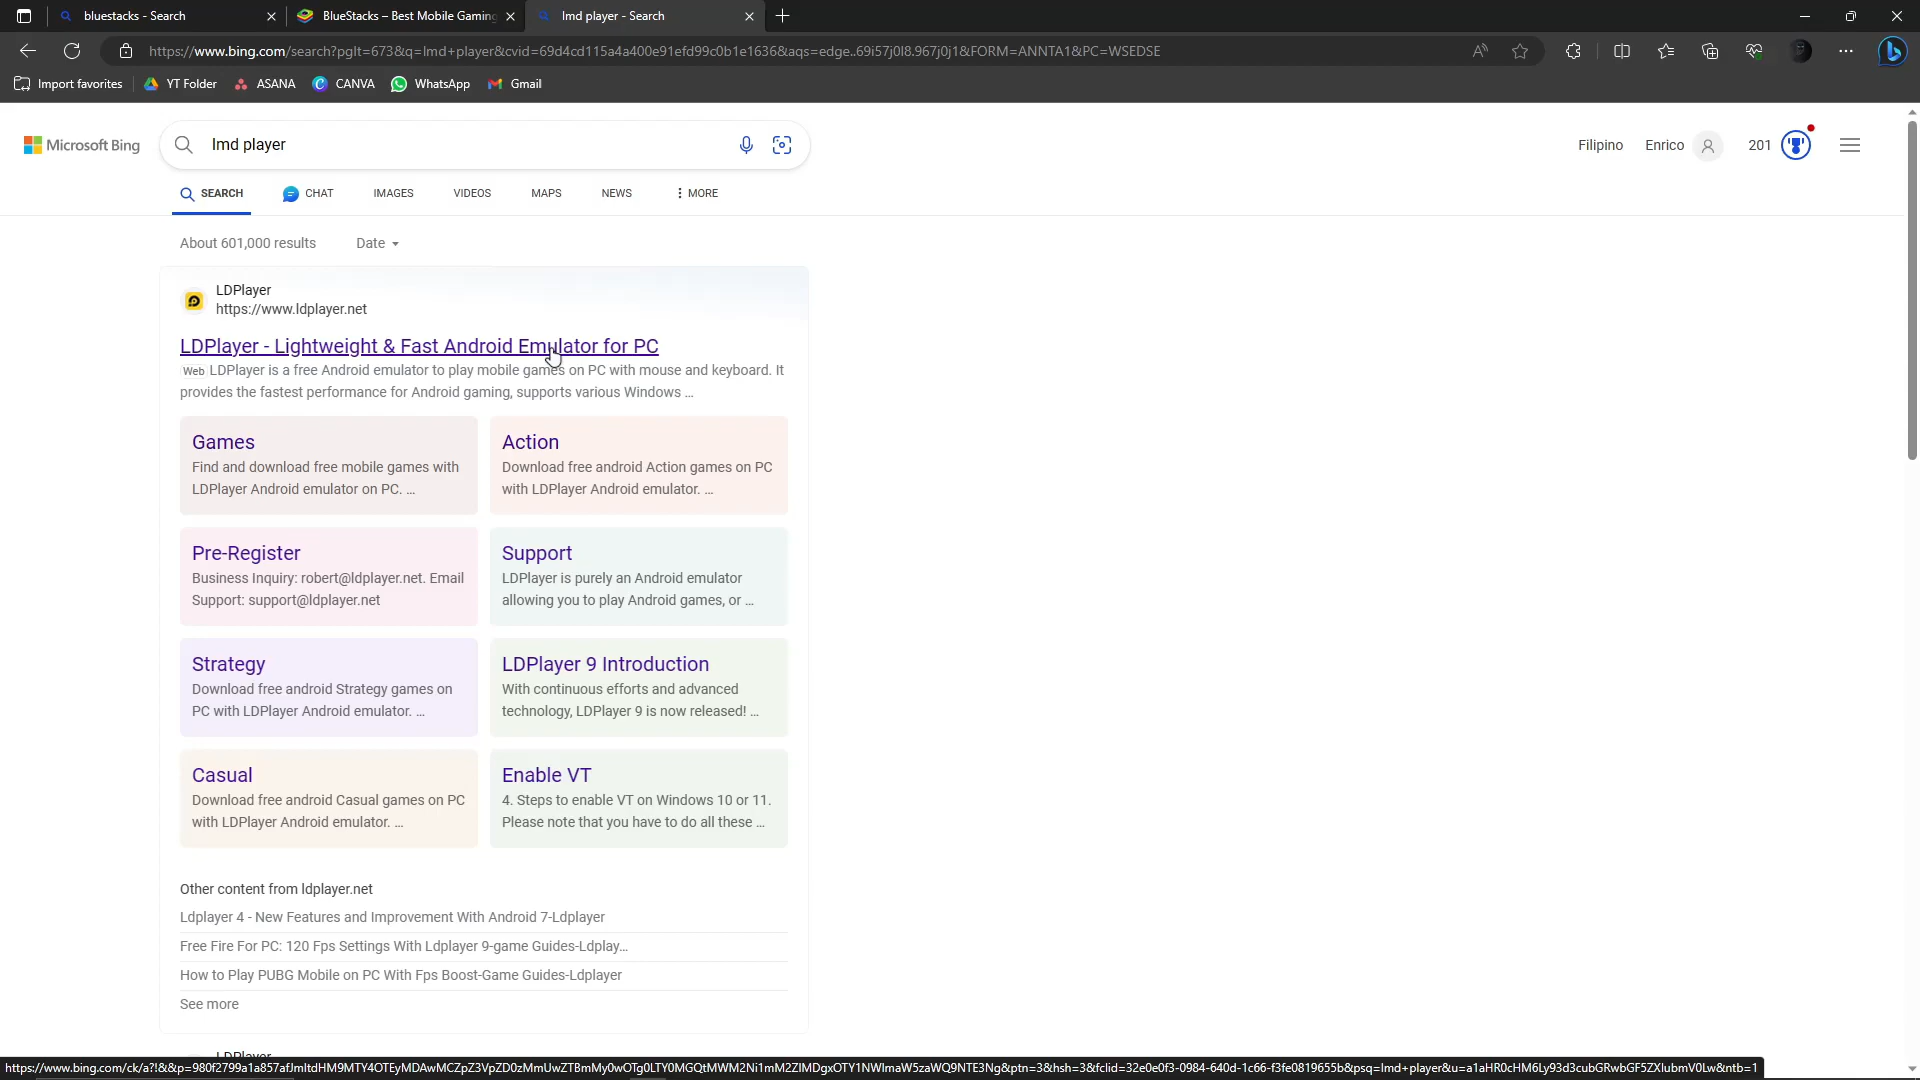 bluestacks - Search
BlueStacks – Best Mobile Gaming
lmd player - Search
https://www.bing.com/search?pglt=673&q=lmd+player&cvid=69d4cd115a4a400e91efd99c0b1e1636&aqs=edge..69i57j0l8.967j0j1&FORM=ANNTA1&PC=WSEDSE
Import favorites
YT Folder
ASANA
CANVA
WhatsApp
Gmail
Microsoft Bing
lmd player
Filipino
Enrico
201
SEARCH
CHAT
IMAGES
VIDEOS
MAPS
NEWS
MORE
About 601,000 results
Date
LDPlayer
https://www.ldplayer.net
LDPlayer - Lightweight & Fast Android Emulator for PC
Web LDPlayer is a free Android emulator to play mobile games on PC with mouse and keyboard. It
provides the fastest performance for Android gaming, supports various Windows ...
Games
Find and download free mobile games with
LDPlayer Android emulator on PC. ...
Action
Download free android Action games on PC
with LDPlayer Android emulator. ...
Pre-Register
Business Inquiry: robert@ldplayer.net. Email
Support: support@ldplayer.net
Support
LDPlayer is purely an Android emulator
allowing you to play Android games, or ...
Strategy
Download free android Strategy games on
PC with LDPlayer Android emulator. ...
LDPlayer 9 Introduction
With continuous efforts and advanced
technology, LDPlayer 9 is now released! ...
Casual
Download free android Casual games on PC
with LDPlayer Android emulator. ...
Enable VT
4. Steps to enable VT on Windows 10 or 11.
Please note that you have to do all these ...
Other content from ldplayer.net
Ldplayer 4 - New Features and Improvement With Android 7-Ldplayer
Free Fire For PC: 120 Fps Settings With Ldplayer 9-game Guides-Ldplay...
How to Play PUBG Mobile on PC With Fps Boost-Game Guides-Ldplayer
See more
LDPlayer